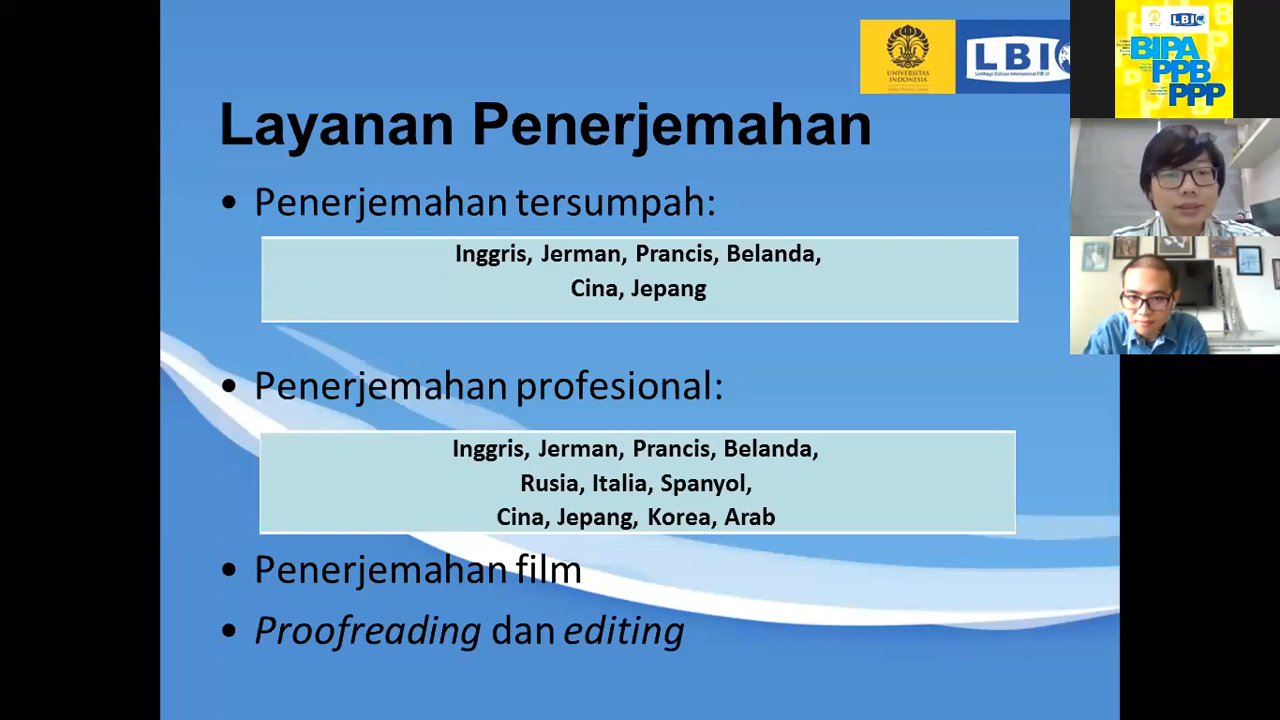 UNIVERSITAS
INDONESIA
LBI
Layanan Penerjemahan
• Penerjemahan tersumpah:
Inggris, Jerman, Prancis, Belanda,
Cina, Jepang
• Penerjemahan profesional:
Inggris, Jerman, Prancis, Belanda,
Rusia, Italia, Spanyol,
Cina, Jepang, Korea, Arab
• Penerjemahan film
• Proofreading dan editing
LBI
BIPA
PPB
PPP